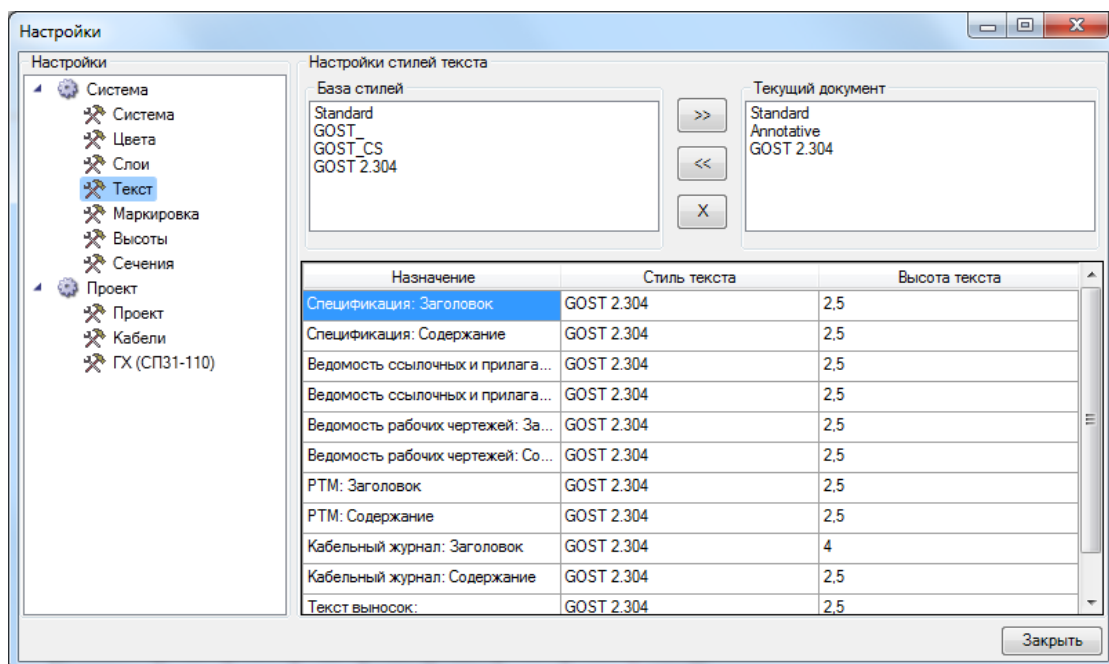 Настройки
Настройки
Система
Система
Цвета
Слои
Текст
Маркировка
Высоты
Сечения
Проект
Проект
Кабели
ГХ (СП31-110)
Настройки стилей текста
База стилей
Standard
GOST_
GOST_CS
GOST 2.304
>>
<<
X
Текущий документ
Standard
Annotative
GOST 2.304
Назначение Стиль текста Высота текста
Спецификация: Заголовок GOST 2.304 2,5
Спецификация: Содержание GOST 2.304 2,5
Ведомость ссылочных и прилага... GOST 2.304 2,5
Ведомость ссылочных и прилага... GOST 2.304 2,5
Ведомость рабочих чертежей: За... GOST 2.304 2,5
Ведомость рабочих чертежей: Со... GOST 2.304 2,5
РТМ: Заголовок GOST 2.304 2,5
РТМ: Содержание GOST 2.304 2,5
Кабельный журнал: Заголовок GOST 2.304 4
Кабельный журнал: Содержание GOST 2.304 2,5
Текст выносок: GOST 2.304 2,5
Закрыть